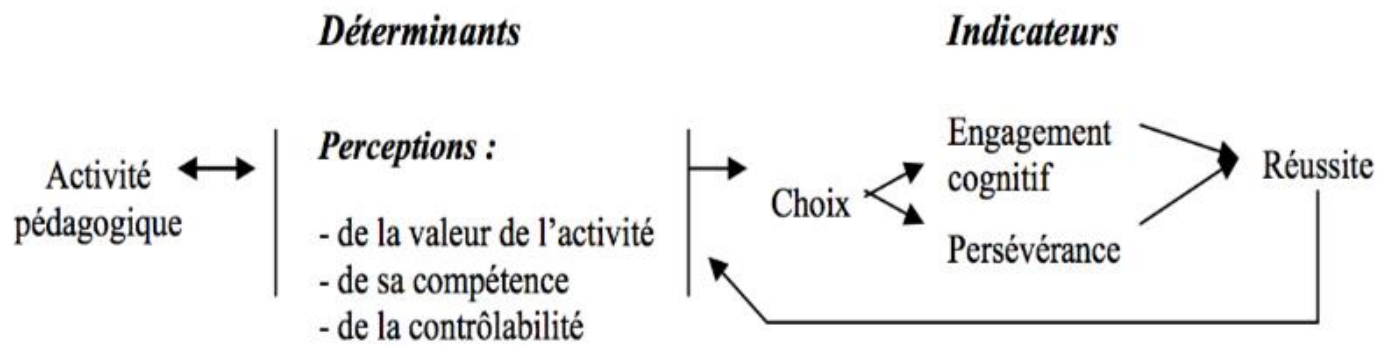 Déterminants
Indicateurs
Activité
pédagogique
Perceptions :
- de la valeur de l'activité
- de sa compétence
- de la contrôlabilité
Choix
Engagement
cognitif
Persévérance
Réussite